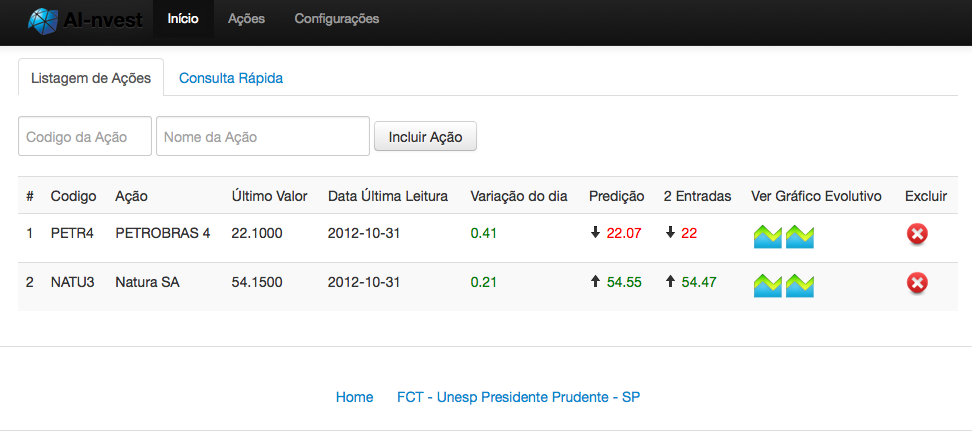 AI-nvest Início Ações Configurações
Listagem de Ações Consulta Rápida
Codigo da Ação Nome da Ação Incluir Ação
# Codigo Ação Último Valor Data Última Leitura Variação do dia Predição 2 Entradas Ver Gráfico Evolutivo Excluir
1 PETR4 PETROBRAS 4 22.1000 2012-10-31 0.41 22.07 22
2 NATU3 Natura SA 54.1500 2012-10-31 0.21 54.55 54.47
Home FCT - Unesp Presidente Prudente - SP